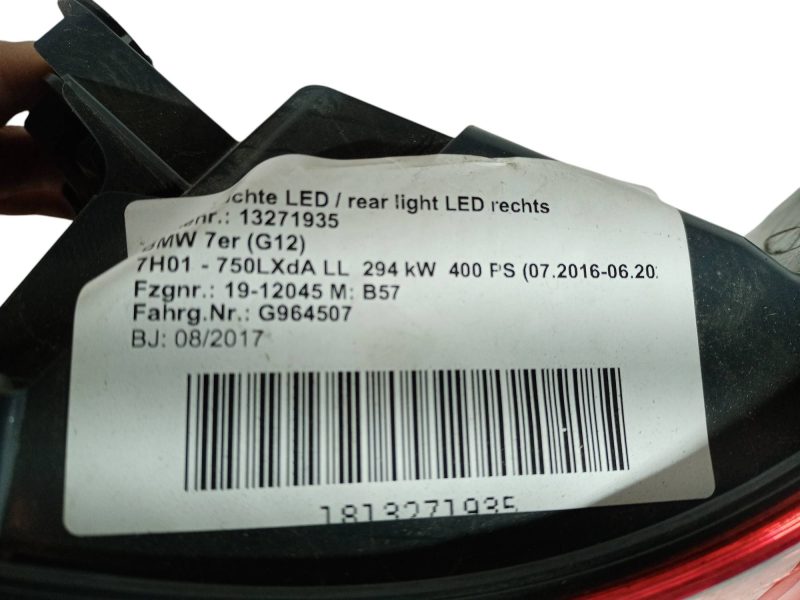 chte LED / rear light LED rechts
nr.: 13271935
BMW 7er (G12)
7H01 - 750LXdA LL 294 kW 400 PS (07.2016-06.20
Fzgnr.: 19-12045 M: B57
Fahrg.Nr.: G964507
BJ: 08/2017
1813271935